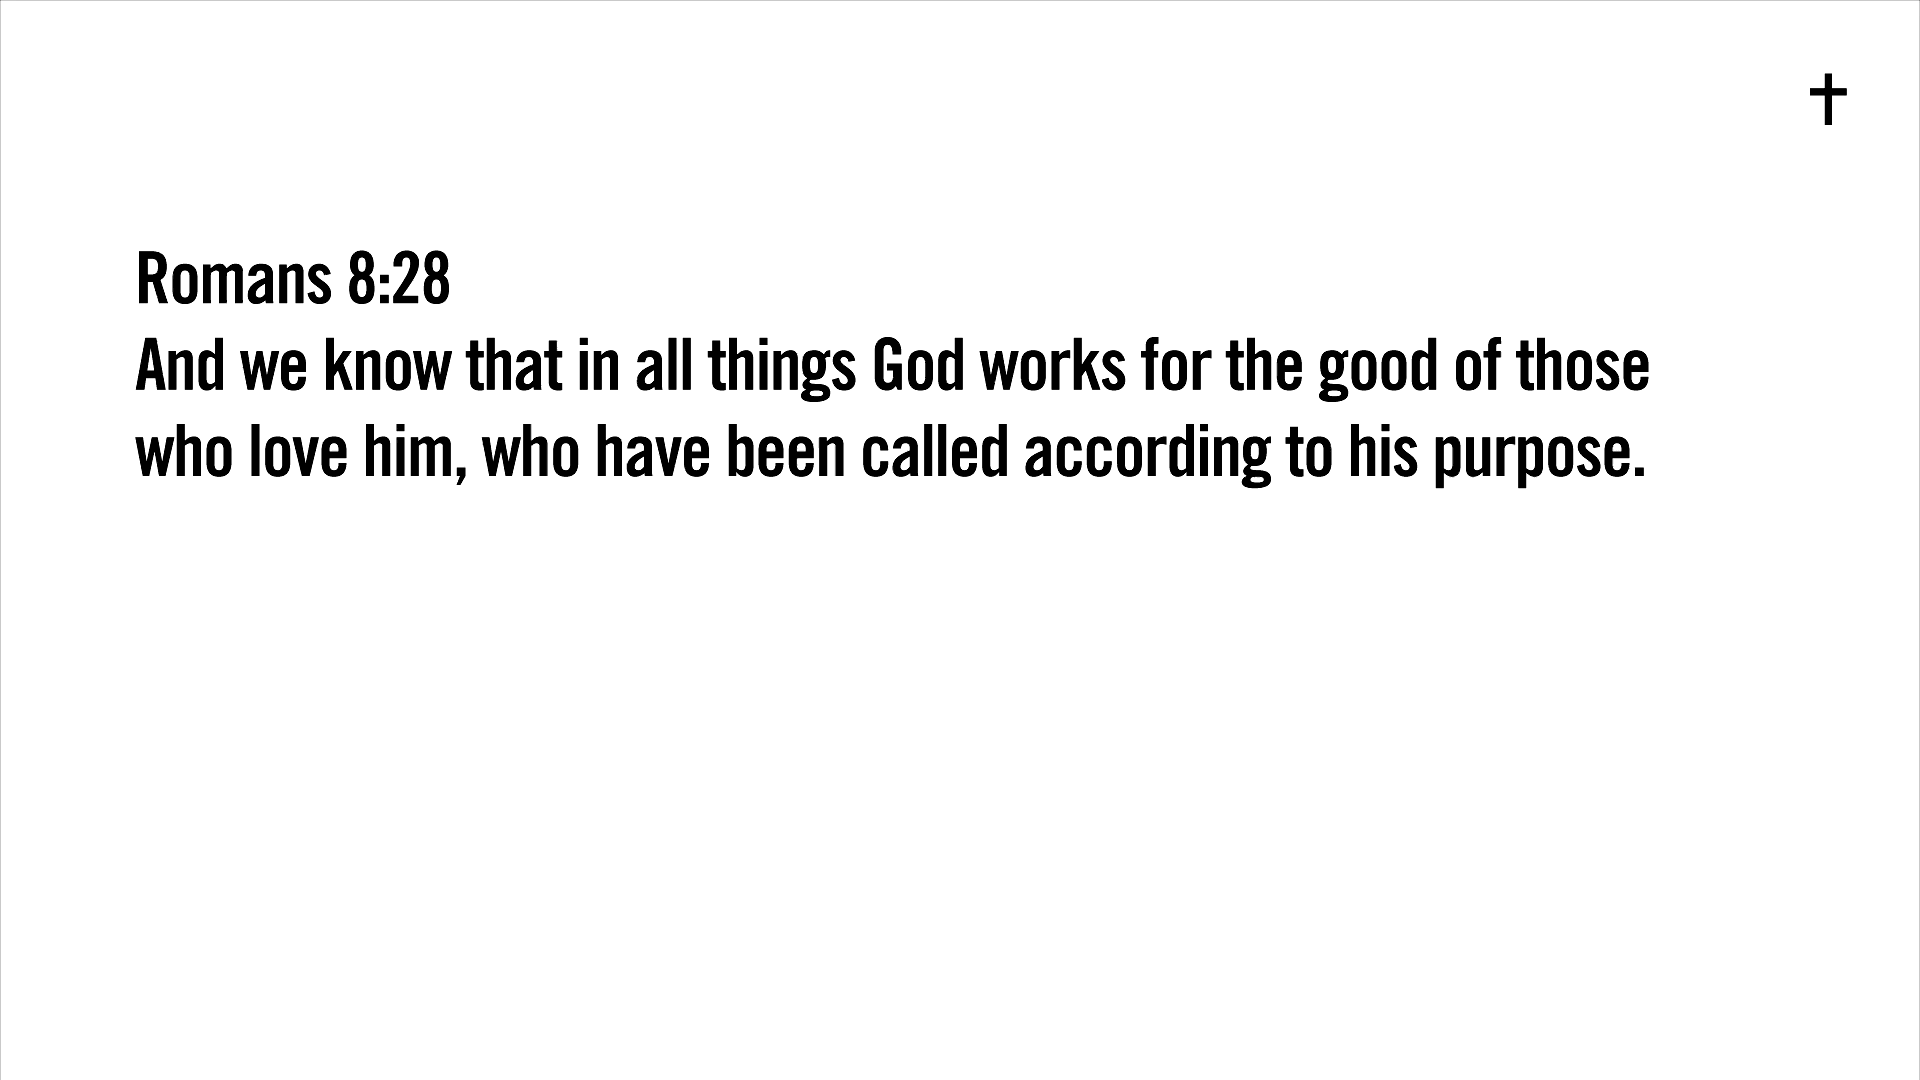 Romans 8:28
And we know that in all things God works for the good of those
who love him, who have been called according to his purpose.